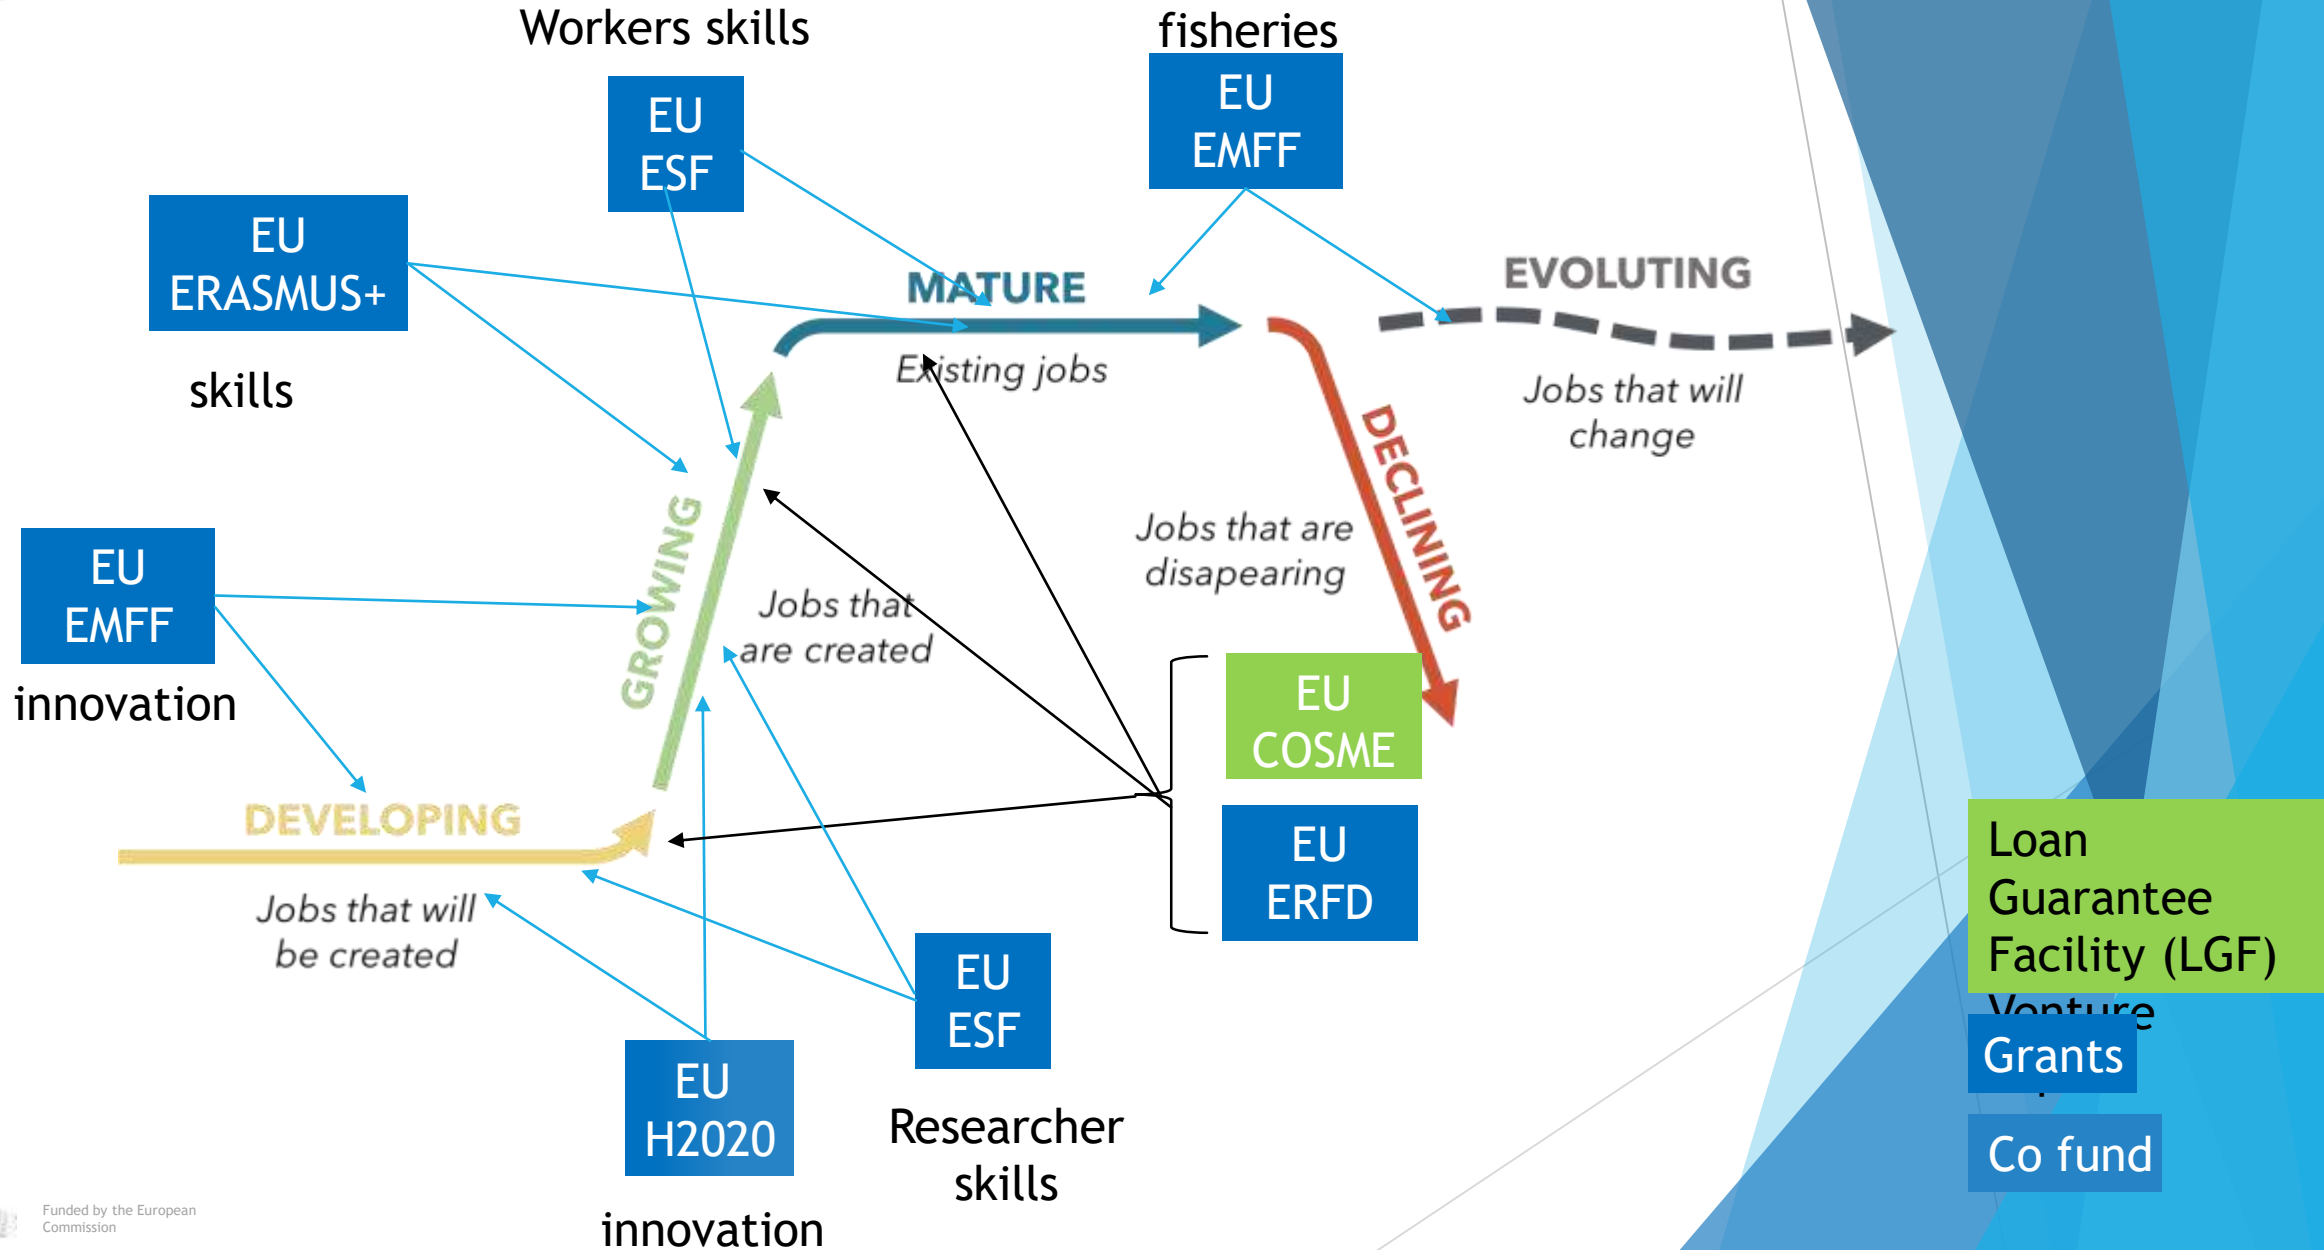 Workers skills
fisheries
EU
ESF
EU
EMFF
EU
ERASMUS+
skills
MATURE
Existing jobs
EVOLUTING
Jobs that will
change
DECLINING
Jobs that are
disapearing
GROWING
Jobs that
are created
EU
EMFF
innovation
DEVELOPING
Jobs that will
be created
EU
COSME
EU
ERFD
EU
ESF
Researcher
skills
EU
H2020
innovation
Loan
Guarantee
Facility (LGF)
Venture
Grants
Co fund
Funded by the European
Commission